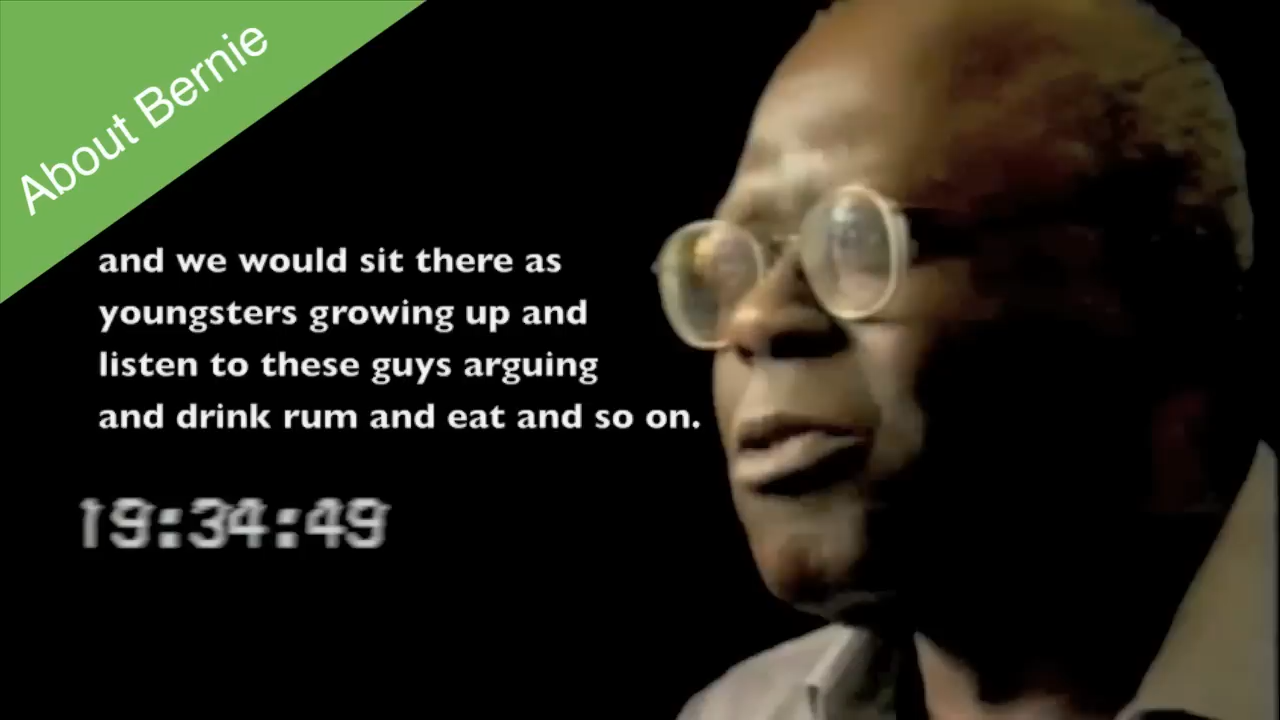 About Bernie
and we would sit there as
youngsters growing up and
listen to these guys arguing
and drink rum and eat and so on.
19:34:49